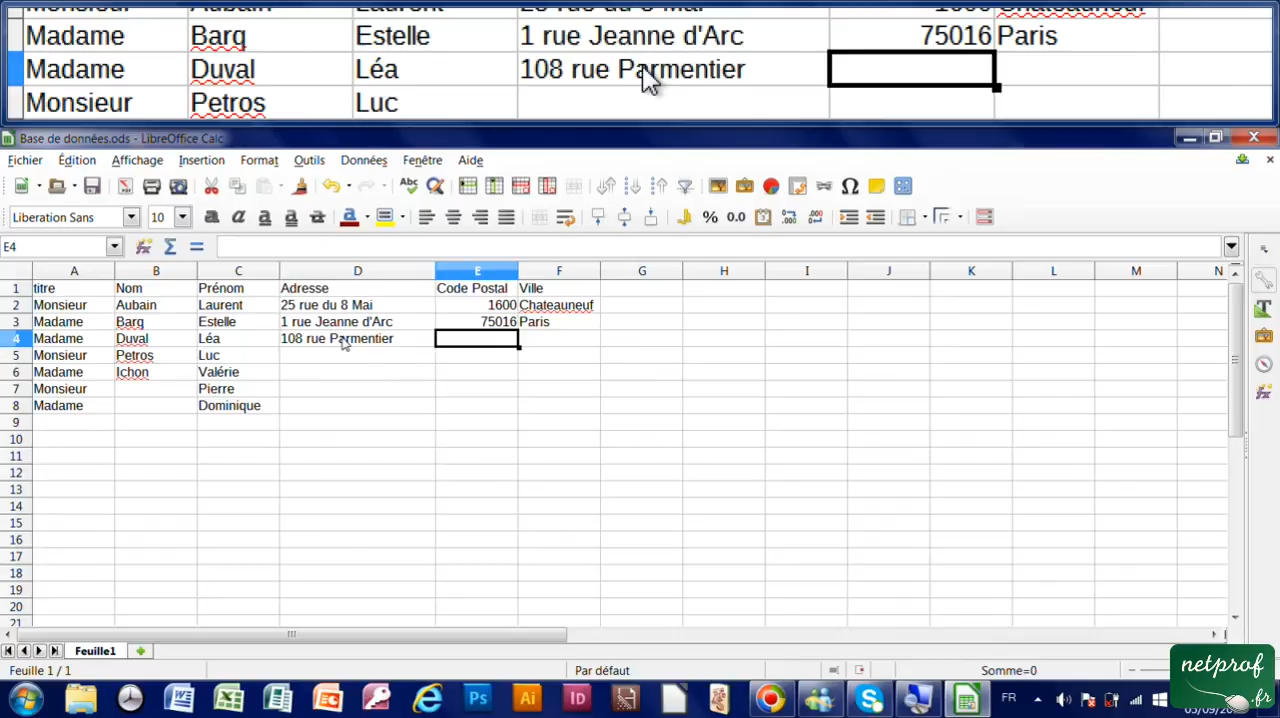 Madame Barq Estelle 1 rue Jeanne d'Arc 75016 Paris
Madame Duval Léa 108 rue Parmentier
Monsieur Petros Luc
Base de données.ods - LibreOffice Calc
Fichier Édition Affichage Insertion Format Outils Données Fenêtre Aide
Liberation Sans 10
E4
A B C D E F G H I J K L M N
1 titre Nom Prénom Adresse Code Postal Ville
2 Monsieur Aubain Laurent 25 rue du 8 Mai 1600 Chateauneuf
3 Madame Barq Estelle 1 rue Jeanne d'Arc 75016 Paris
4 Madame Duval Léa 108 rue Parmentier
5 Monsieur Petros Luc
6 Madame Ichon Valérie
7 Monsieur Pierre
8 Madame Dominique
9
10
11
12
13
14
15
16
17
18
19
20
21
Feuille1
Feuille 1 / 1 Par défaut Somme=0
Ps Ai Id FR
netprof
.fr